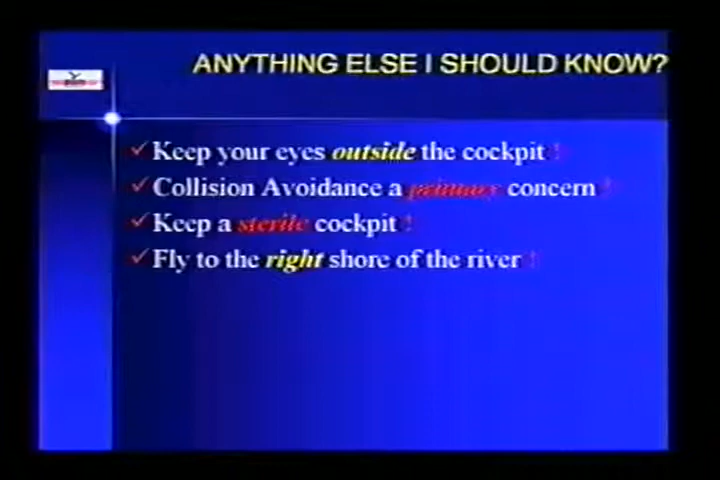 ANYTHING ELSE I SHOULD KNOW?
Keep your eyes outside the cockpit !
Collision Avoidance a primary concern !
Keep a sterile cockpit !
Fly to the right shore of the river !